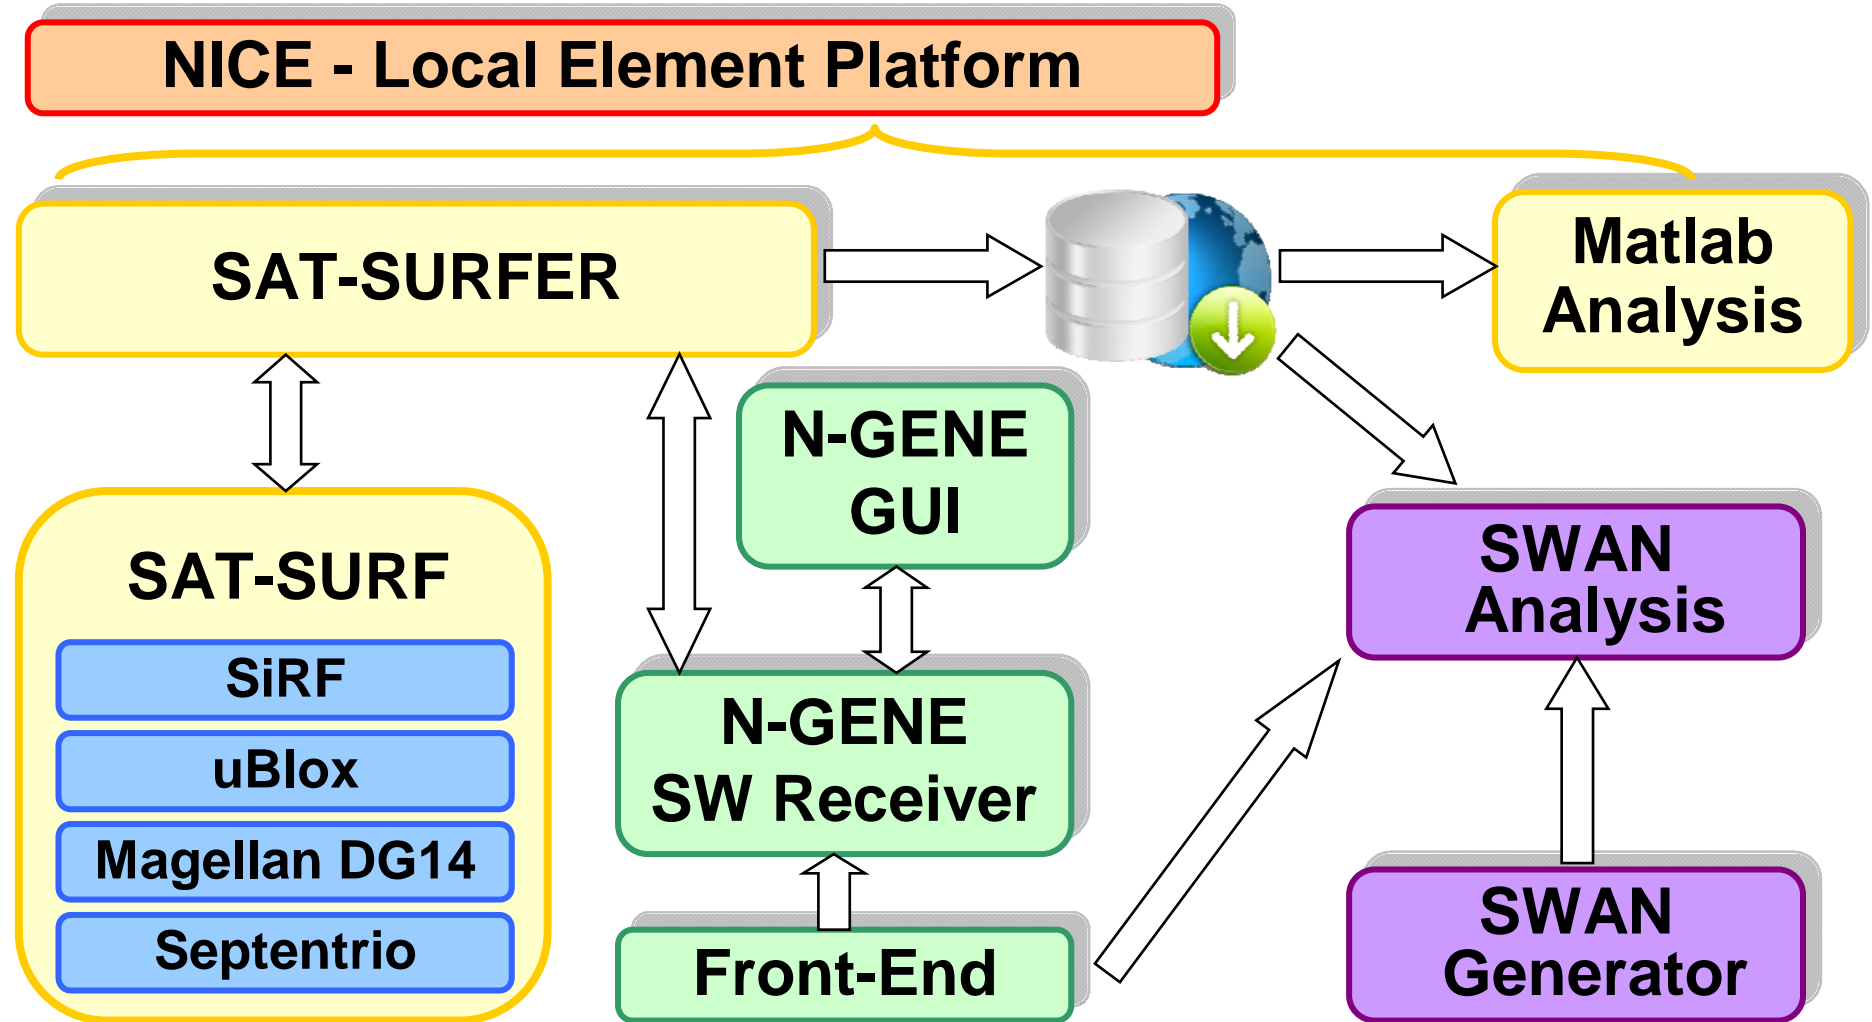 NICE - Local Element Platform
SAT-SURFER
Matlab
Analysis
N-GENE
GUI
SAT-SURF
SiRF
uBlox
Magellan DG14
Septentrio
N-GENE
SW Receiver
Front-End
SWAN
Analysis
SWAN
Generator